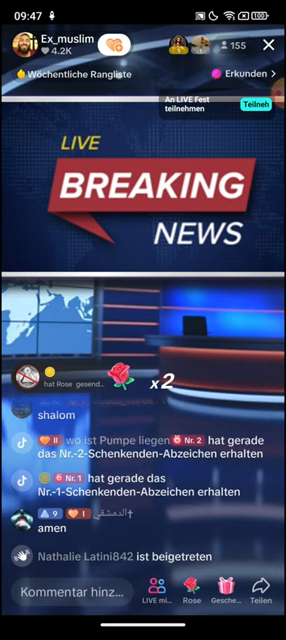 09:47
100
Ex_muslim
4.2K
155
Wöchentliche Rangliste
Erkunden >
An LIVE Fest
teilnehmen
Teilneh
LIVE
BREAKING
NEWS
hat Rose gesend..
x2
shalom
II wo ist Pumpe liegen Nr. 2 hat gerade
das Nr.-2-Schenkenden-Abzeichen erhalten
Nr. 1 hat gerade das
Nr.-1-Schenkenden-Abzeichen erhalten
9 I الدمشقي
amen
Nathalie Latini842 ist beigetreten
Kommentar hinz...
LIVE mi...
Rose
Gesche...
Teilen